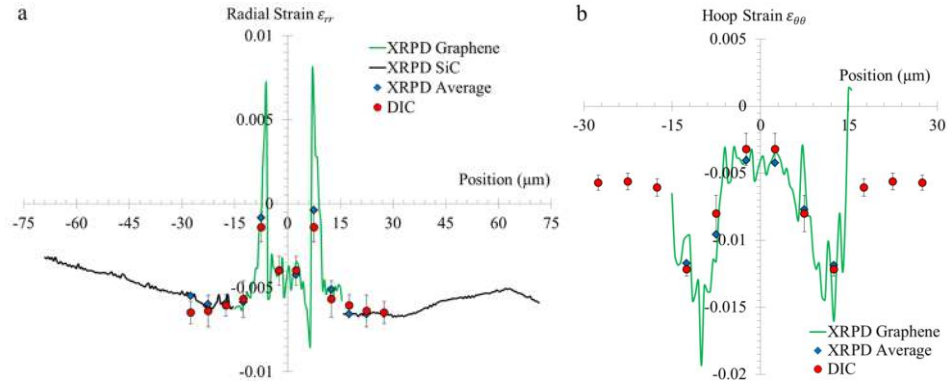 a
Radial Strain εrr
0.01
0.005
0
-0.005
-0.01
-75 -60 -45 -30 -15 0 15 30 45 60 75
Position (μm)
XRPD Graphene
XRPD SiC
XRPD Average
DIC
b
Hoop Strain εθθ
0.005
0
-0.005
-0.01
-0.015
-0.02
-30 -15 0 15 30
Position (μm)
XRPD Graphene
XRPD Average
DIC